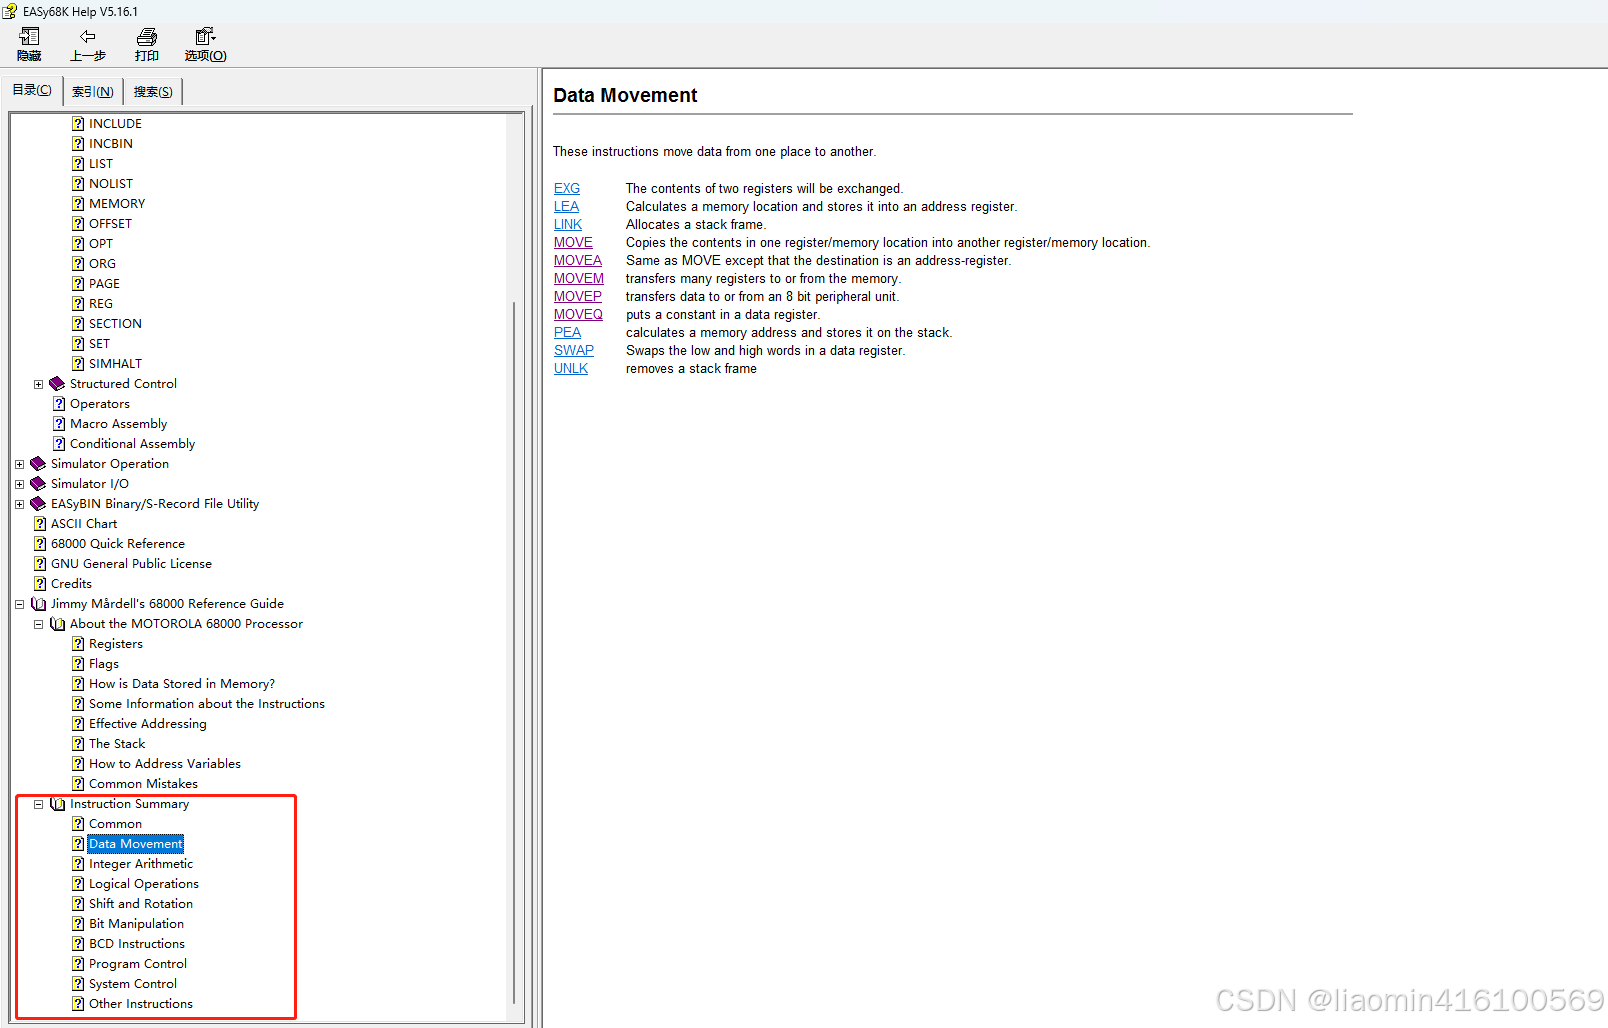 EASy68K Help V5.16.1
隐藏 上一步 打印 选项(O)
目录(C) 索引(N) 搜索(S)
INCLUDE
INCBIN
LIST
NOLIST
MEMORY
OFFSET
OPT
ORG
PAGE
REG
SECTION
SET
SIMHALT
Structured Control
Operators
Macro Assembly
Conditional Assembly
Simulator Operation
Simulator I/O
EASyBIN Binary/S-Record File Utility
ASCII Chart
68000 Quick Reference
GNU General Public License
Credits
Jimmy Mårdell's 68000 Reference Guide
About the MOTOROLA 68000 Processor
Registers
Flags
How is Data Stored in Memory?
Some Information about the Instructions
Effective Addressing
The Stack
How to Address Variables
Common Mistakes
Instruction Summary
Common
Data Movement
Integer Arithmetic
Logical Operations
Shift and Rotation
Bit Manipulation
BCD Instructions
Program Control
System Control
Other Instructions
Data Movement
These instructions move data from one place to another.
EXG The contents of two registers will be exchanged.
LEA Calculates a memory location and stores it into an address register.
LINK Allocates a stack frame.
MOVE Copies the contents in one register/memory location into another register/memory location.
MOVEA Same as MOVE except that the destination is an address-register.
MOVEM transfers many registers to or from the memory.
MOVEP transfers data to or from an 8 bit peripheral unit.
MOVEQ puts a constant in a data register.
PEA calculates a memory address and stores it on the stack.
SWAP Swaps the low and high words in a data register.
UNLK removes a stack frame
CSDN @liaomin416100569